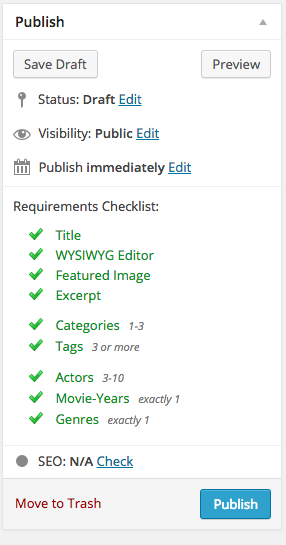 Publish
Save Draft Preview
Status: Draft Edit
Visibility: Public Edit
Publish immediately Edit
Requirements Checklist:
Title
WYSIWYG Editor
Featured Image
Excerpt
Categories 1-3
Tags 3 or more
Actors 3-10
Movie-Years exactly 1
Genres exactly 1
SEO: N/A Check
Move to Trash Publish